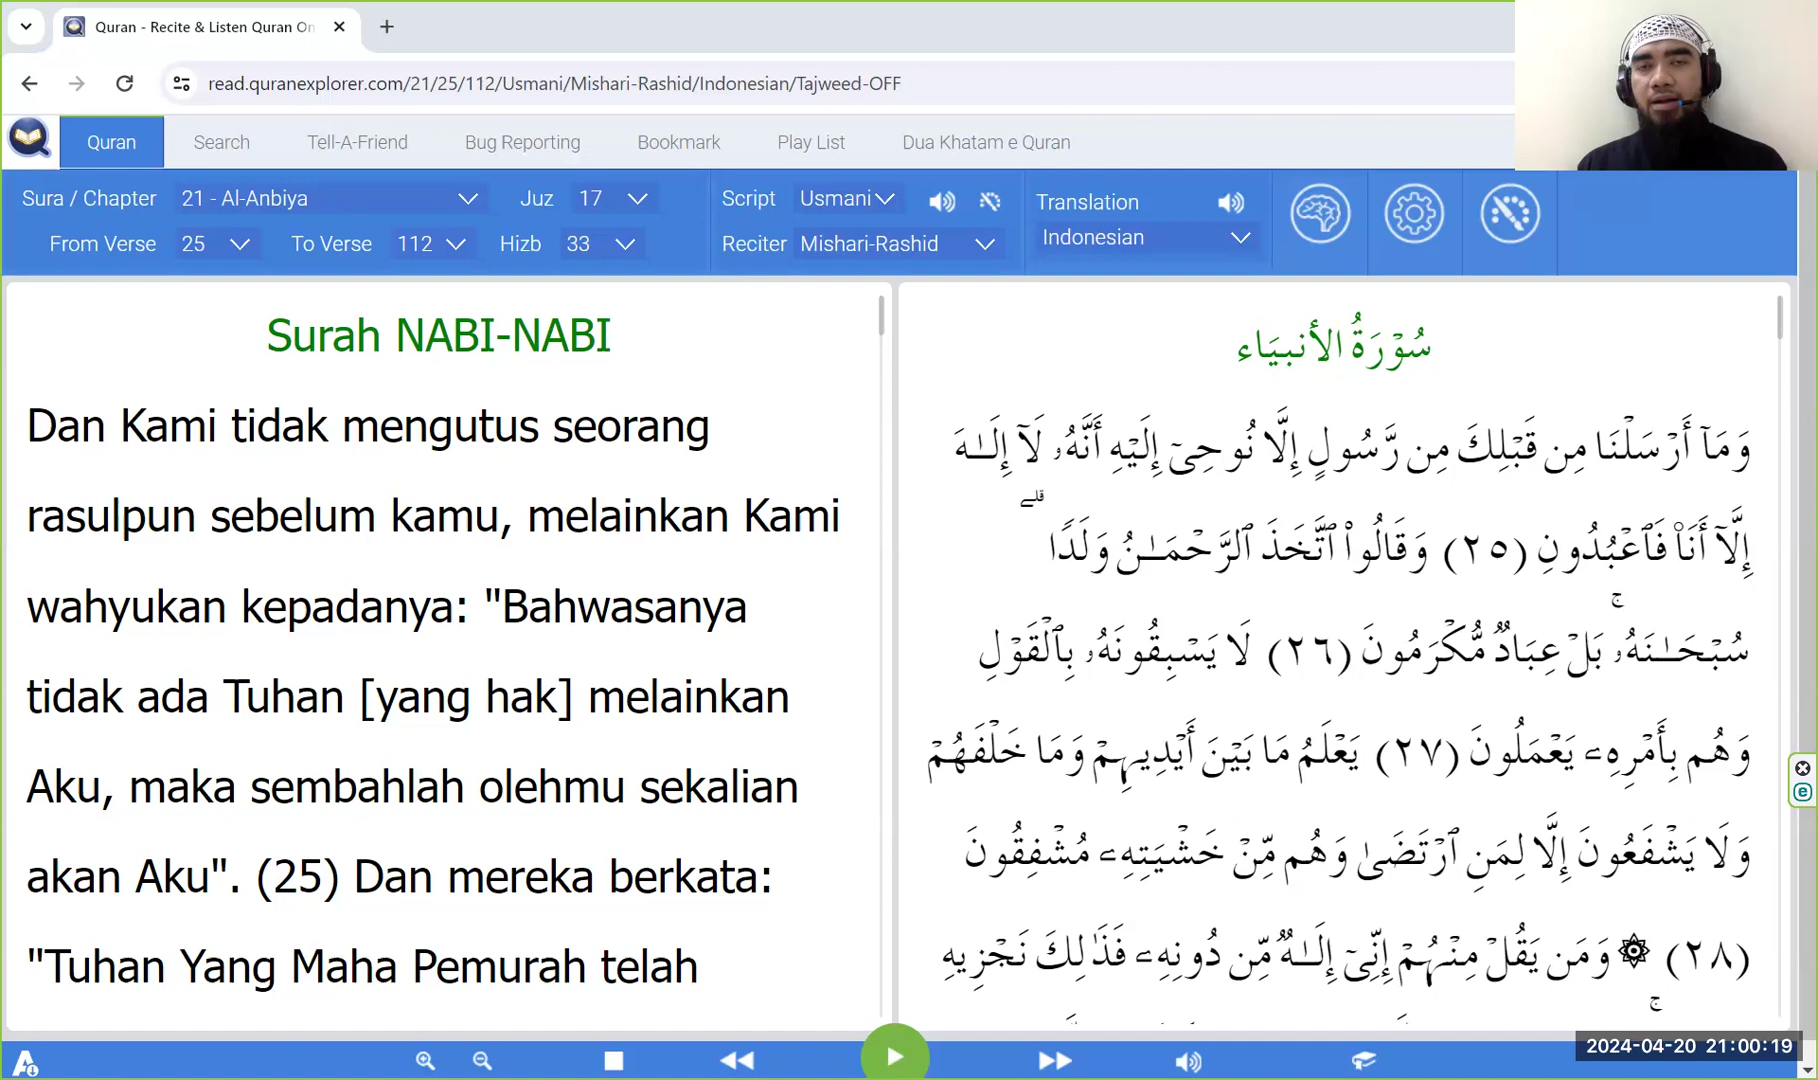 Quran - Recite & Listen Quran On
read.quranexplorer.com/21/25/112/Usmani/Mishari-Rashid/Indonesian/Tajweed-OFF
Quran Search Tell-A-Friend Bug Reporting Bookmark Play List Dua Khatam e Quran
Sura / Chapter 21 - Al-Anbiya Juz 17 Script Usmani Translation
From Verse 25 To Verse 112 Hizb 33 Reciter Mishari-Rashid Indonesian
Surah NABI-NABI
Dan Kami tidak mengutus seorang
rasulpun sebelum kamu, melainkan Kami
wahyukan kepadanya: "Bahwasanya
tidak ada Tuhan [yang hak] melainkan
Aku, maka sembahlah olehmu sekalian
akan Aku". (25) Dan mereka berkata:
"Tuhan Yang Maha Pemurah telah
سُوۡرَةُ الأنبیَاء
وَمَآ أَرۡسَلۡنَا مِن قَبۡلِكَ مِن رَّسُولٍ إِلَّا نُوحِىٓ إِلَيۡهِ أَنَّهُ ۥ لَآ إِلَـٰهَ
إِلَّآ أَنَا۟ فَٱعۡبُدُونِ (٢٥) وَقَالُواْ ٱتَّخَذَ ٱلرَّحۡمَـٰنُ وَلَدً۬ا‌ۗ
سُبۡحَـٰنَهُ ۥ‌ۚ بَلۡ عِبَادٌ۬ مُّكۡرَمُونَ (٢٦) لَا يَسۡبِقُونَهُ ۥ بِٱلۡقَوۡلِ
وَهُم بِأَمۡرِهِۦ يَعۡمَلُونَ (٢٧) يَعۡلَمُ مَا بَيۡنَ أَيۡدِيہِمۡ وَمَا خَلۡفَهُمۡ
وَلَا يَشۡفَعُونَ إِلَّا لِمَنِ ٱرۡتَضَىٰ وَهُم مِّنۡ خَشۡيَتِهِۦ مُشۡفِقُونَ
(٢٨) ۞ وَمَن يَقُلۡ مِنۡہُمۡ إِنِّىٓ إِلَـٰهٌ۬ مِّن دُونِهِۦ فَذَٲلِكَ نَجۡزِيهِ
2024-04-20 21:00:19